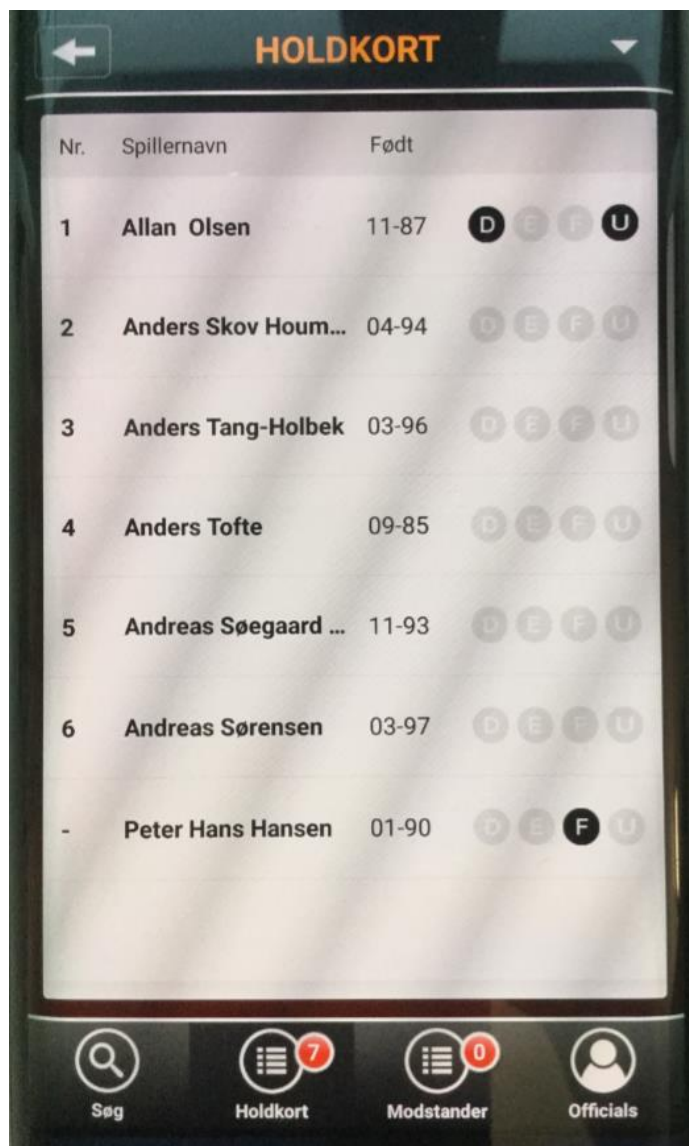 HOLDKORT
Nr. Spillernavn Født
1 Allan Olsen 11-87 D E F U
2 Anders Skov Houm... 04-94 D E F U
3 Anders Tang-Holbek 03-96 D E F U
4 Anders Tofte 09-85 D E F U
5 Andreas Søegaard ... 11-93 D E F U
6 Andreas Sørensen 03-97 D E F U
- Peter Hans Hansen 01-90 D E F U
7 0
Søg Holdkort Modstander Officials